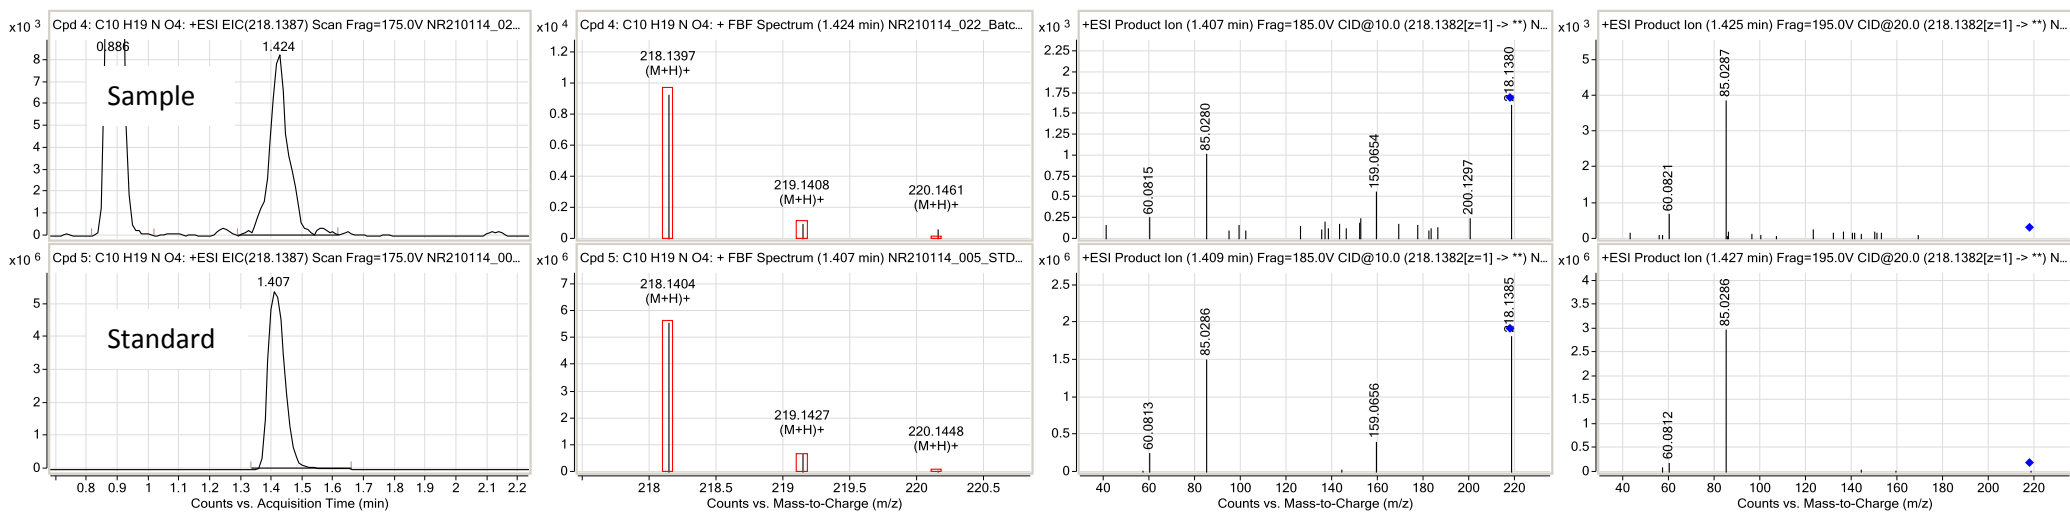 x10 3
Cpd 4: C10 H19 N O4: +ESI EIC(218.1387) Scan Frag=175.0V NR210114_02...
0.886
1.424
Sample
8
7
6
5
4
3
2
1
0
x10 4
Cpd 4: C10 H19 N O4: + FBF Spectrum (1.424 min) NR210114_022_Batc...
218.1397
(M+H)+
219.1408
(M+H)+
220.1461
(M+H)+
1.2
1
0.8
0.6
0.4
0.2
0
x10 3
+ESI Product Ion (1.407 min) Frag=185.0V CID@10.0 (218.1382[z=1] -> **) N...
2.25
2
1.75
1.5
1.25
1
0.75
0.5
0.25
0
60.0815
85.0280
159.0654
200.1297
218.1380
x10 3
+ESI Product Ion (1.425 min) Frag=195.0V CID@20.0 (218.1382[z=1] -> **) N...
5
4
3
2
1
0
60.0821
85.0287
x10 6
Cpd 5: C10 H19 N O4: +ESI EIC(218.1387) Scan Frag=175.0V NR210114_00...
1.407
Standard
5
4
3
2
1
0
0.8 0.9 1 1.1 1.2 1.3 1.4 1.5 1.6 1.7 1.8 1.9 2 2.1 2.2
Counts vs. Acquisition Time (min)
x10 6
Cpd 5: C10 H19 N O4: + FBF Spectrum (1.407 min) NR210114_005_STD...
218.1404
(M+H)+
219.1427
(M+H)+
220.1448
(M+H)+
7
6
5
4
3
2
1
0
218 218.5 219 219.5 220 220.5
Counts vs. Mass-to-Charge (m/z)
x10 6
+ESI Product Ion (1.409 min) Frag=185.0V CID@10.0 (218.1382[z=1] -> **) N...
2.5
2
1.5
1
0.5
0
60.0813
85.0286
159.0656
218.1385
40 60 80 100 120 140 160 180 200 220
Counts vs. Mass-to-Charge (m/z)
x10 6
+ESI Product Ion (1.427 min) Frag=195.0V CID@20.0 (218.1382[z=1] -> **) N...
4
3.5
3
2.5
2
1.5
1
0.5
0
60.0812
85.0286
40 60 80 100 120 140 160 180 200 220
Counts vs. Mass-to-Charge (m/z)